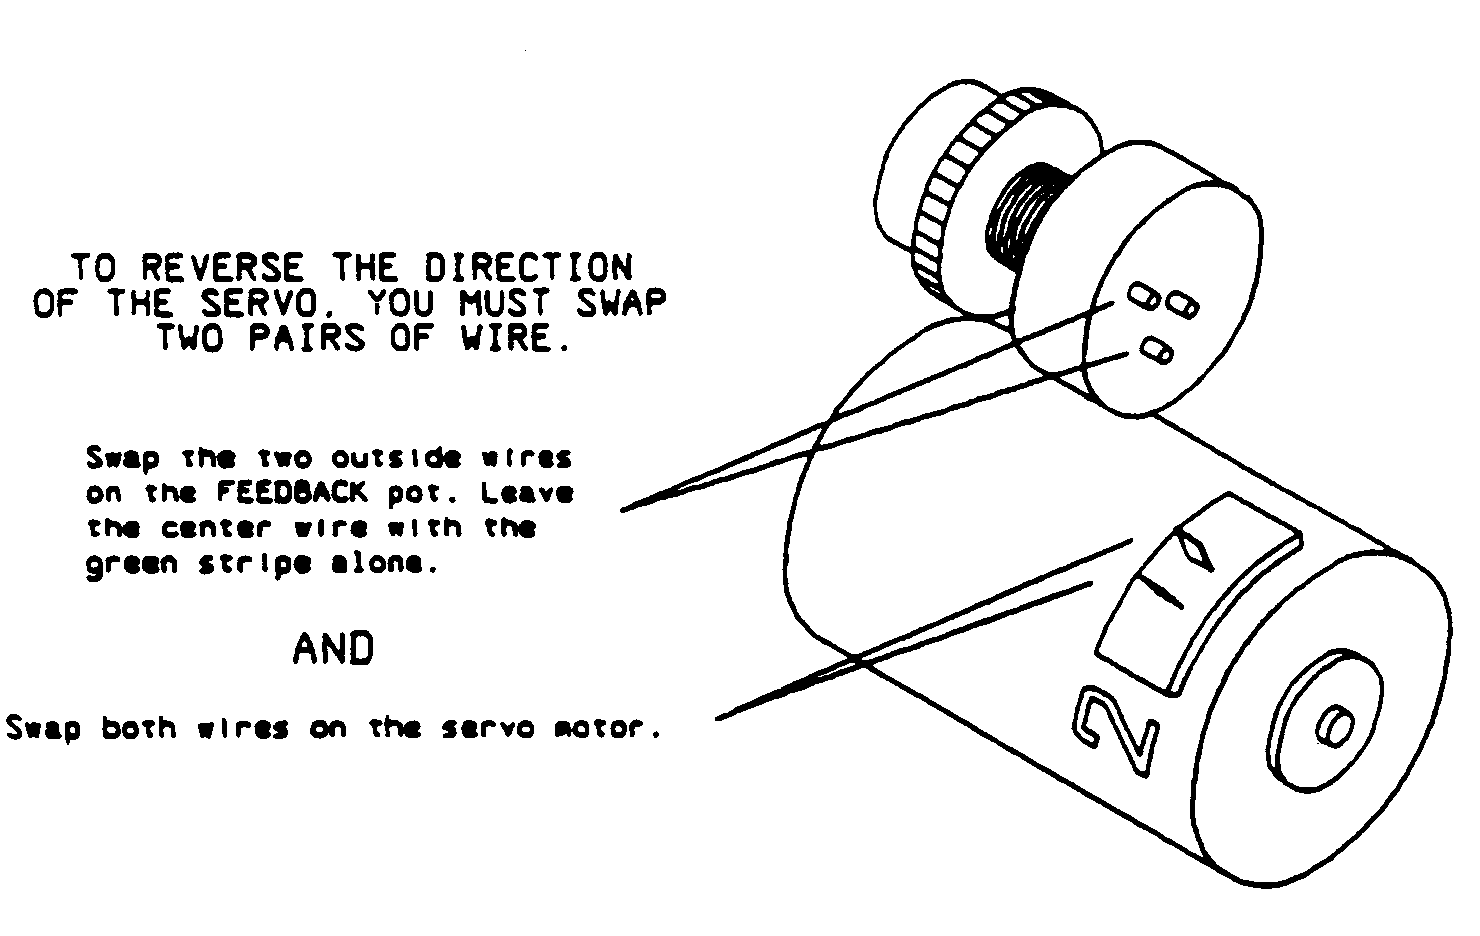 TO REVERSE THE DIRECTION
OF THE SERVO. YOU MUST SWAP
TWO PAIRS OF WIRE.
Swap the two outside wires
on the FEEDBACK pot. Leave
the center wire with the
green stripe alone.
AND
Swap both wires on the servo motor.
2